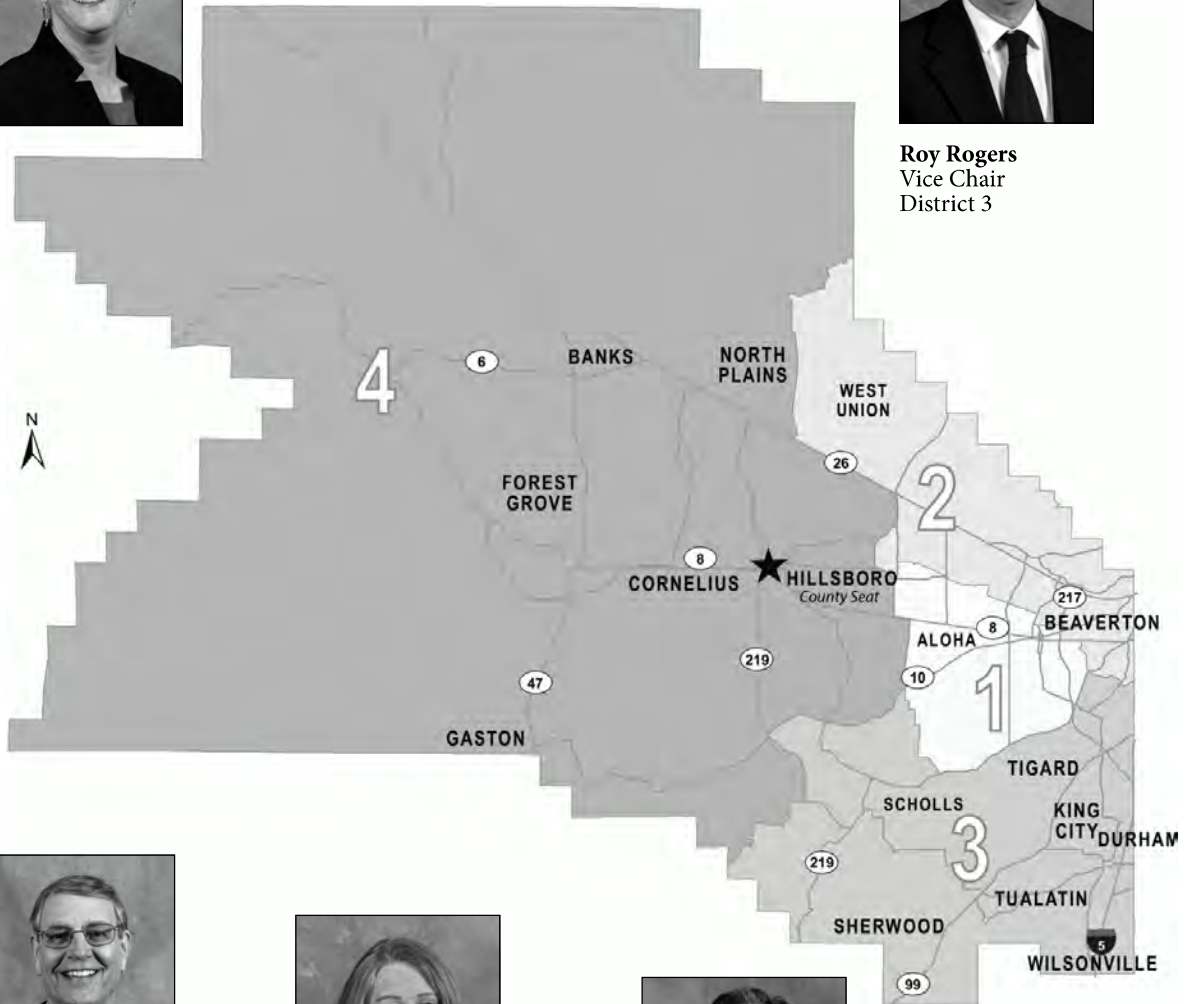 Roy Rogers
Vice Chair
District 3
N
4
6
BANKS
NORTH
PLAINS
WEST
UNION
26
2
FOREST
GROVE
8
CORNELIUS
HILLSBORO
County Seat
217
BEAVERTON
8
ALOHA
219
10
1
47
GASTON
TIGARD
SCHOLLS
KING
CITY
DURHAM
3
219
TUALATIN
SHERWOOD
5
WILSONVILLE
99